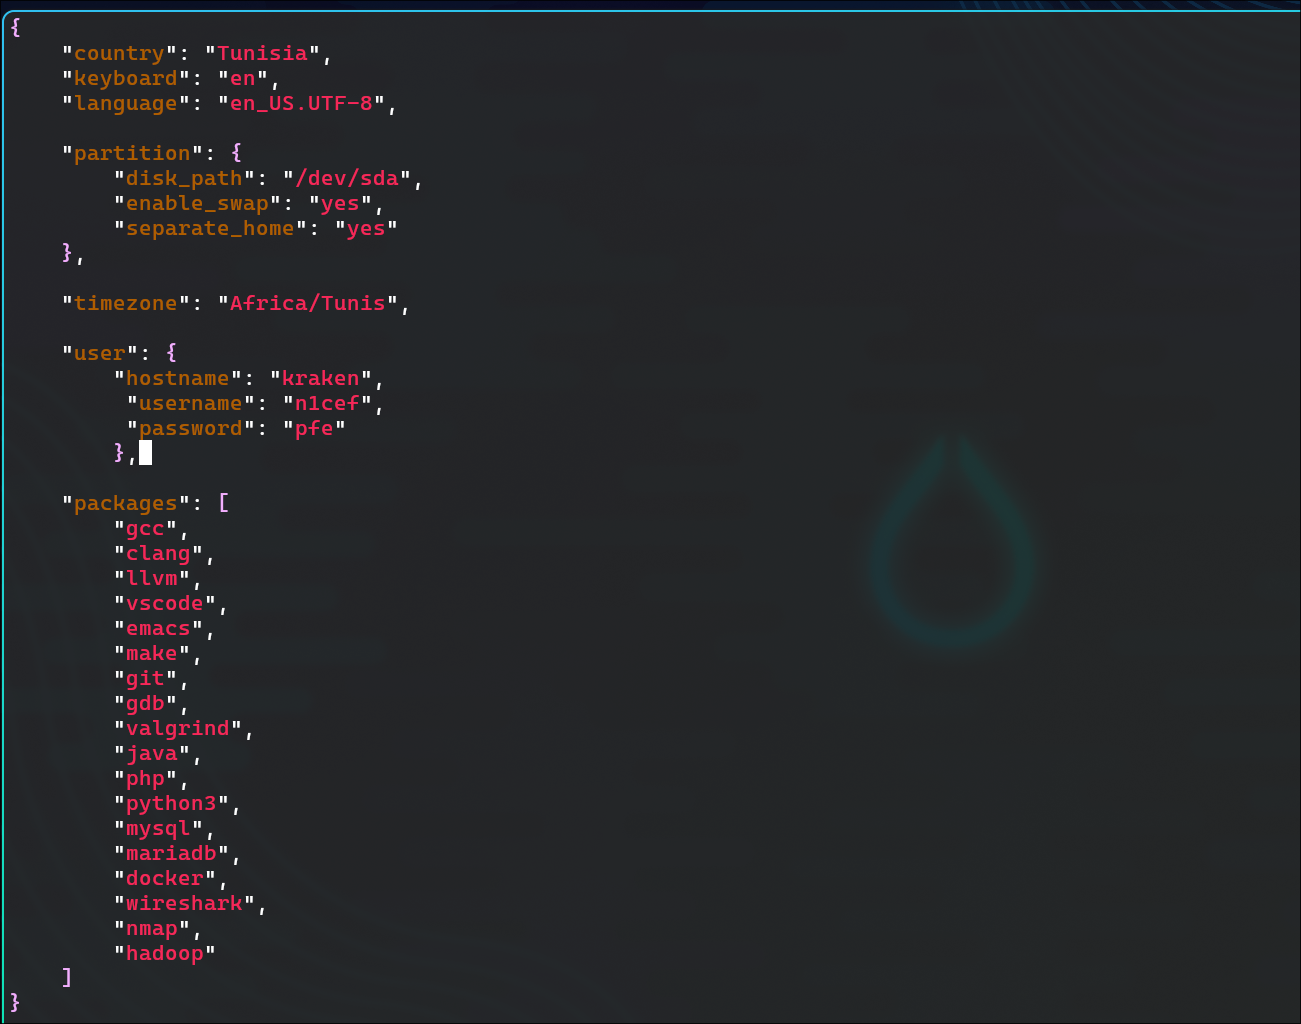 {
    "country": "Tunisia",
    "keyboard": "en",
    "language": "en_US.UTF-8",

    "partition": {
        "disk_path": "/dev/sda",
        "enable_swap": "yes",
        "separate_home": "yes"
    },

    "timezone": "Africa/Tunis",

    "user": {
        "hostname": "kraken",
         "username": "n1cef",
         "password": "pfe"
        },

    "packages": [
        "gcc",
        "clang",
        "llvm",
        "vscode",
        "emacs",
        "make",
        "git",
        "gdb",
        "valgrind",
        "java",
        "php",
        "python3",
        "mysql",
        "mariadb",
        "docker",
        "wireshark",
        "nmap",
        "hadoop"
    ]
}